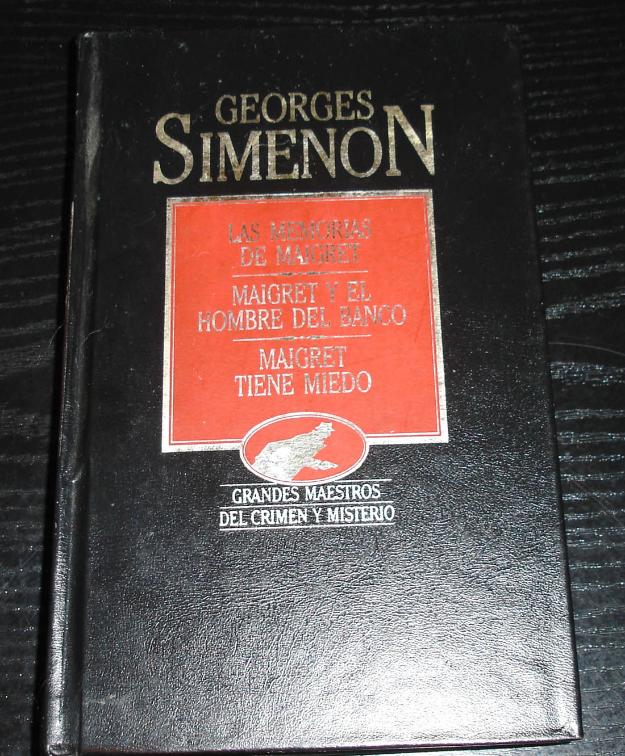 GEORGES
SIMENON
LAS MEMORIAS
DE MAIGRET
MAIGRET Y EL
HOMBRE DEL BANCO
MAIGRET
TIENE MIEDO
GRANDES MAESTROS
DEL CRIMEN Y MISTERIO